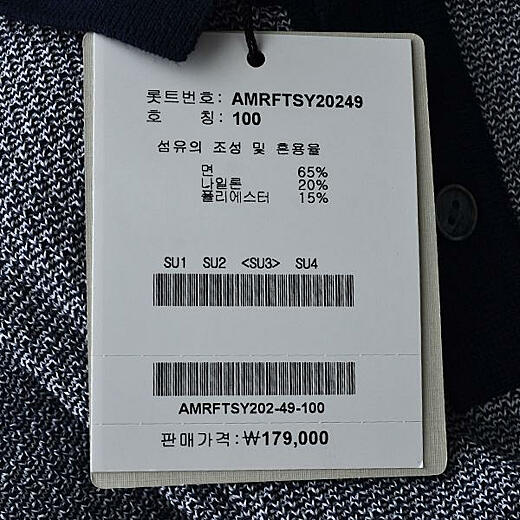 롯트번호: AMRFTSY20249
호 칭: 100
섬유의 조성 및 혼용율
면 65%
나일론 20%
폴리에스터 15%
SU1 SU2 <SU3> SU4
AMRFTSY202-49-100
판매가격:₩179,000